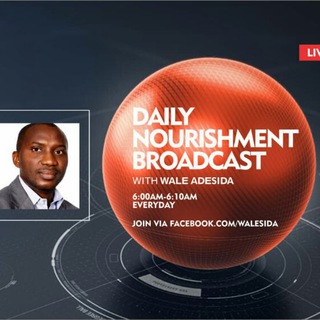 LIV
DAILY
NOURISHMENT
BROADCAST
WITH WALE ADESIDA
6:00AM-6:10AM
EVERYDAY
JOIN VIA FACEBOOK.COM/WALESIDA